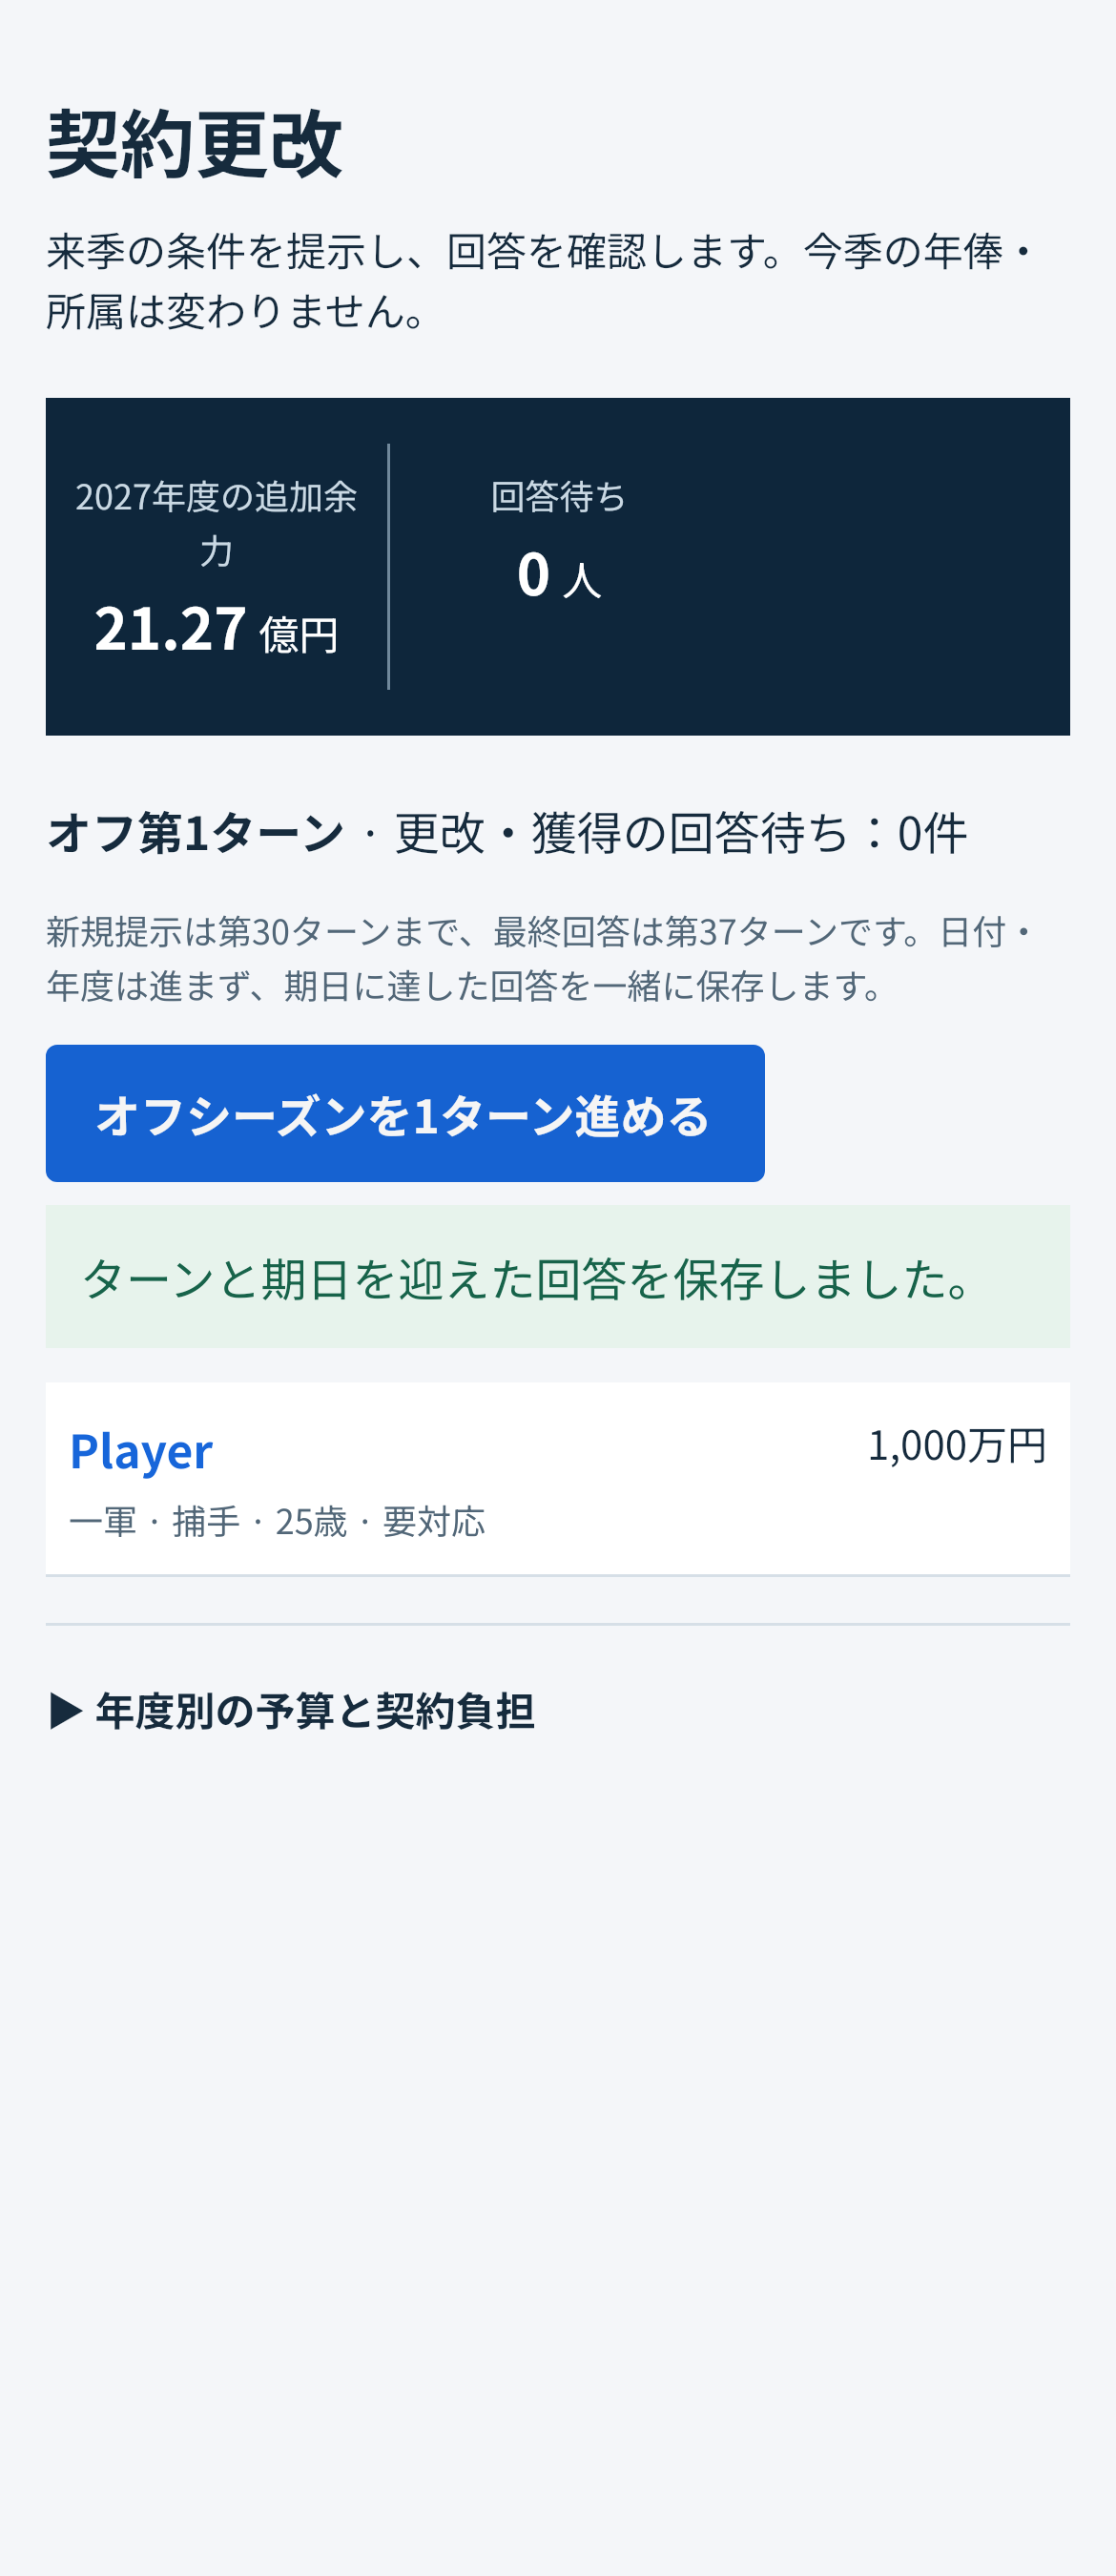 契約更改
来季の条件を提示し、回答を確認します。今季の年俸・
所属は変わりません。
2027年度の追加余
力
21.27 億円
回答待ち
0 人
オフ第1ターン · 更改・獲得の回答待ち：0件
新規提示は第30ターンまで、最終回答は第37ターンです。日付・
年度は進まず、期日に達した回答を一緒に保存します。
オフシーズンを1ターン進める
ターンと期日を迎えた回答を保存しました。
Player
1,000万円
一軍 · 捕手 · 25歳 · 要対応
▶ 年度別の予算と契約負担